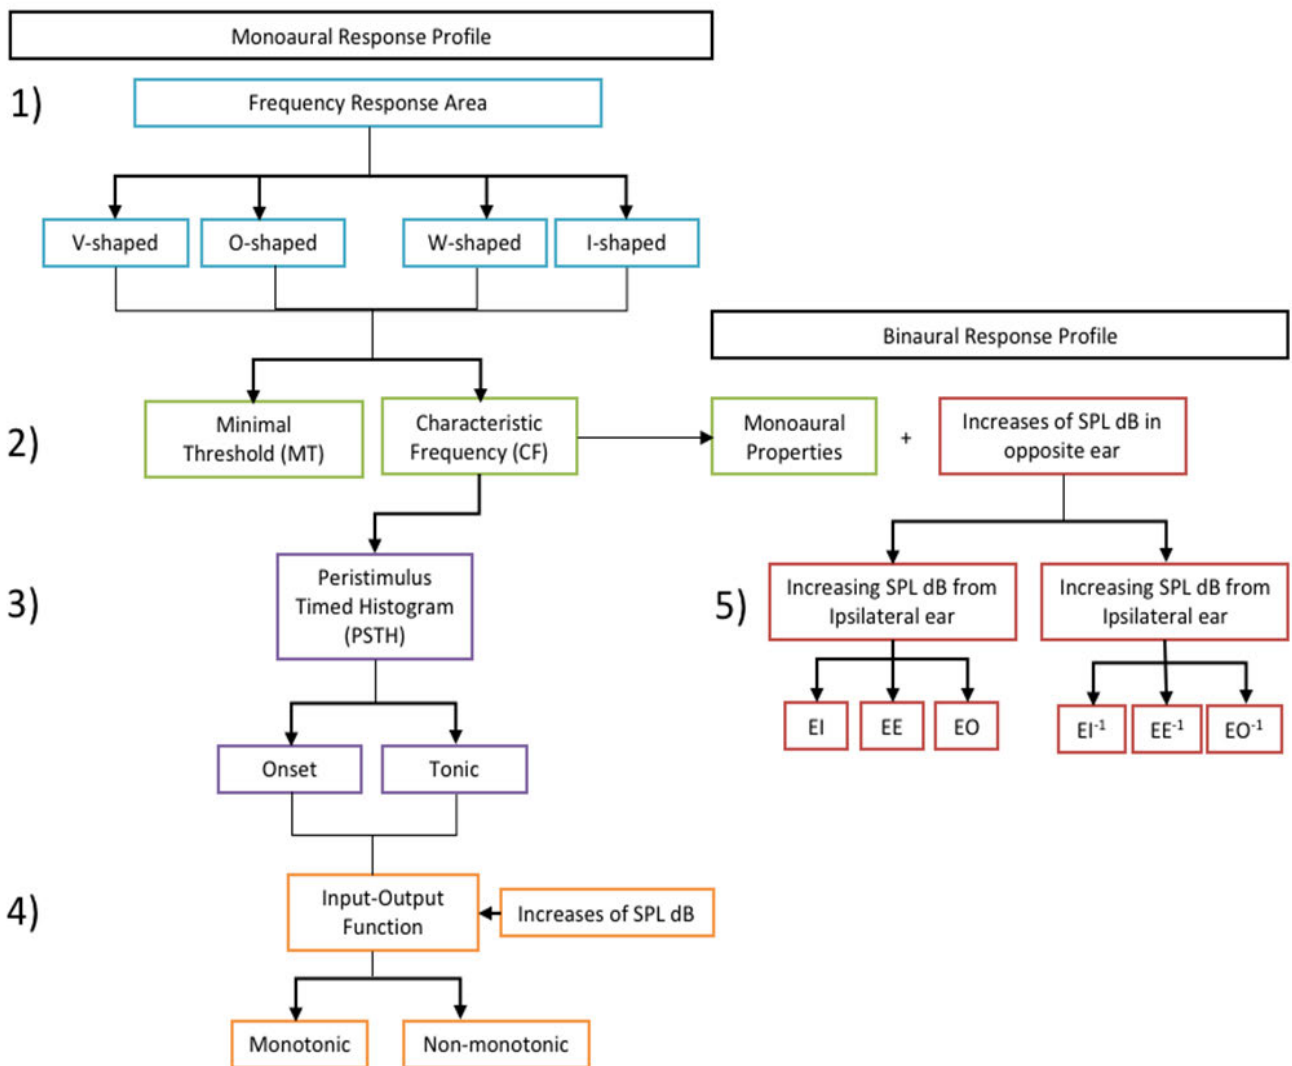 Monoaural Response Profile
1)
Frequency Response Area
V-shaped
O-shaped
W-shaped
I-shaped
Binaural Response Profile
2)
Minimal
Threshold (MT)
Characteristic
Frequency (CF)
Monoaural
Properties
+
Increases of SPL dB in
opposite ear
3)
Peristimulus
Timed Histogram
(PSTH)
5)
Increasing SPL dB from
Ipsilateral ear
Increasing SPL dB from
Ipsilateral ear
EI
EE
EO
EI⁻¹
EE⁻¹
EO⁻¹
Onset
Tonic
4)
Input-Output
Function
Increases of SPL dB
Monotonic
Non-monotonic